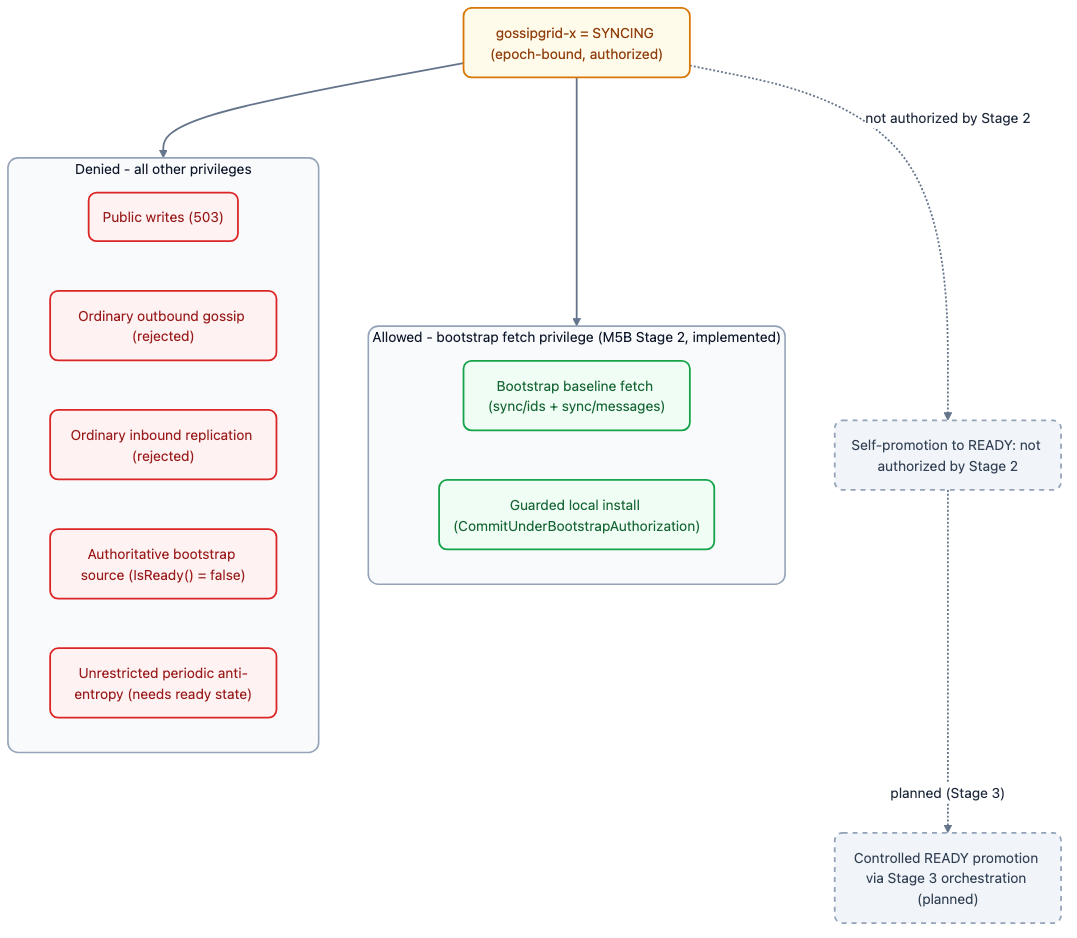 gossipgrid-x = SYNCING
(epoch-bound, authorized)
not authorized by Stage 2
Denied - all other privileges
Public writes (503)
Ordinary outbound gossip
(rejected)
Ordinary inbound replication
(rejected)
Authoritative bootstrap
source (IsReady() = false)
Unrestricted periodic anti-
entropy (needs ready state)
Allowed - bootstrap fetch privilege (M5B Stage 2, implemented)
Bootstrap baseline fetch
(sync/ids + sync/messages)
Guarded local install
(CommitUnderBootstrapAuthorization)
Self-promotion to READY: not
authorized by Stage 2
planned (Stage 3)
Controlled READY promotion
via Stage 3 orchestration
(planned)